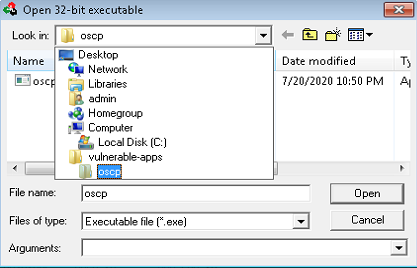 Open 32-bit executable
Look in: oscp
Name Date modified Ty
osc 7/20/2020 10:50 PM Ap
Desktop
Network
Libraries
admin
Homegroup
Computer
Local Disk (C:)
vulnerable-apps
oscp
File name: oscp Open
Files of type: Executable file (*.exe) Cancel
Arguments: